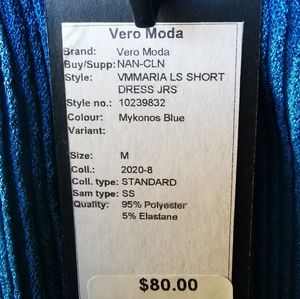 Vero Moda
Brand: Vero Moda
Buy/Supp: NAN-CLN
Style: VMMARIA LS SHORT
DRESS JRS
Style no.: 10239832
Colour: Mykonos Blue
Variant:
Size: M
Coll.: 2020-8
Coll. type: STANDARD
Sam type: SS
Quality: 95% Polyester
5% Elastane
$80.00